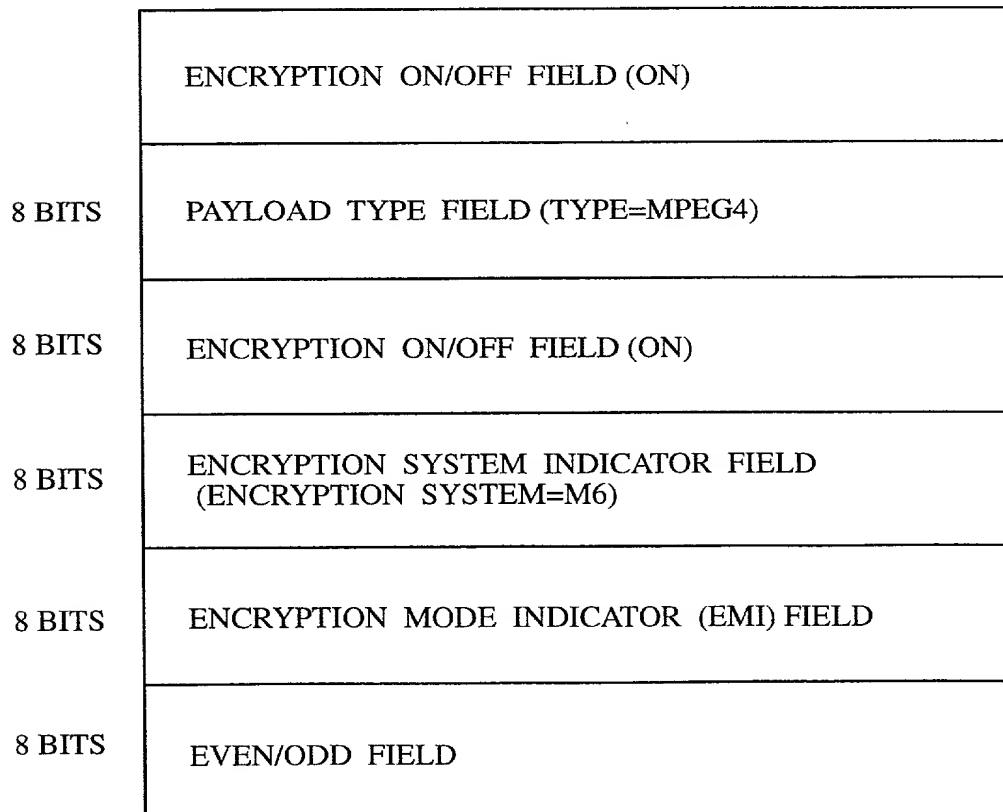 ENCRYPTION ON/OFF FIELD (ON)
8 BITS PAYLOAD TYPE FIELD (TYPE=MPEG4)
8 BITS ENCRYPTION ON/OFF FIELD (ON)
8 BITS ENCRYPTION SYSTEM INDICATOR FIELD
(ENCRYPTION SYSTEM=M6)
8 BITS ENCRYPTION MODE INDICATOR (EMI) FIELD
8 BITS EVEN/ODD FIELD